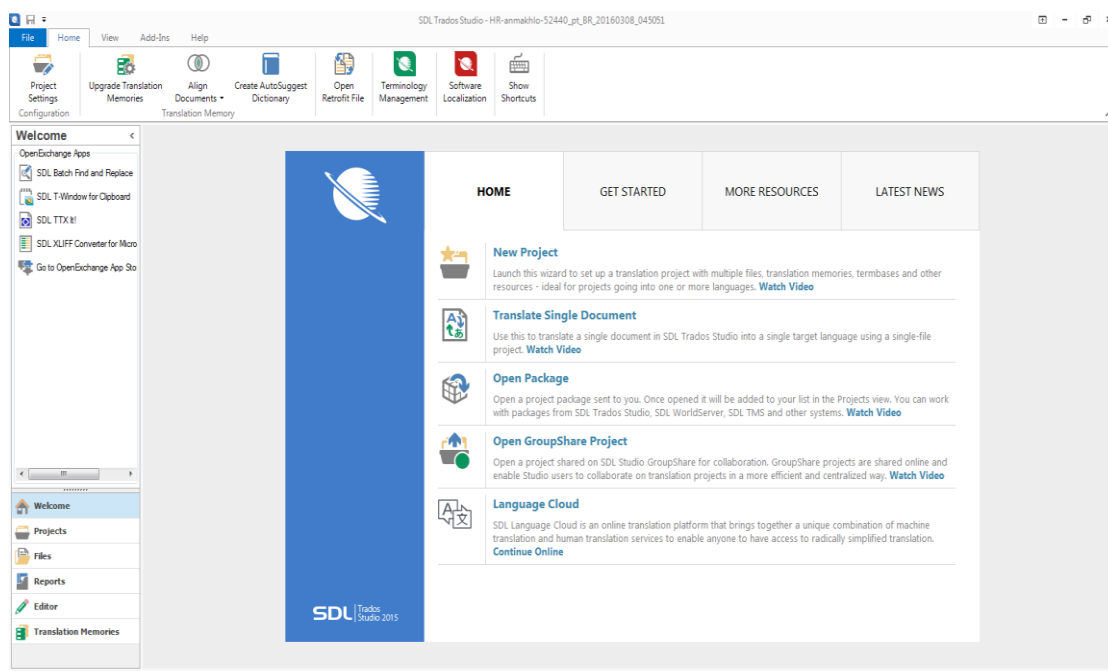 SDL Trados Studio - HR-anmakhlo-52440_pt_BR_20160308_045051
File Home View Add-Ins Help
Project Settings
Upgrade Translation Memories
Align Documents
Create AutoSuggest Dictionary
Open Retrofit File
Terminology Management
Software Localization
Show Shortcuts
Configuration
Translation Memory
Welcome
OpenExchange Apps
SDL Batch Find and Replace
SDL T-Window for Clipboard
SDL TTX It!
SDL XLIFF Converter for Micro
Go to OpenExchange App Sto
Welcome
Projects
Files
Reports
Editor
Translation Memories
SDL Trados
Studio 2015
HOME GET STARTED MORE RESOURCES LATEST NEWS
New Project
Launch this wizard to set up a translation project with multiple files, translation memories, termbases and other
resources - ideal for projects going into one or more languages. Watch Video
Translate Single Document
Use this to translate a single document in SDL Trados Studio into a single target language using a single-file
project. Watch Video
Open Package
Open a project package sent to you. Once opened it will be added to your list in the Projects view. You can work
with packages from SDL Trados Studio, SDL WorldServer, SDL TMS and other systems. Watch Video
Open GroupShare Project
Open a project shared on SDL Studio GroupShare for collaboration. GroupShare projects are shared online and
enable Studio users to collaborate on translation projects in a more efficient and centralized way. Watch Video
Language Cloud
SDL Language Cloud is an online translation platform that brings together a unique combination of machine
translation and human translation services to enable anyone to have access to radically simplified translation.
Continue Online